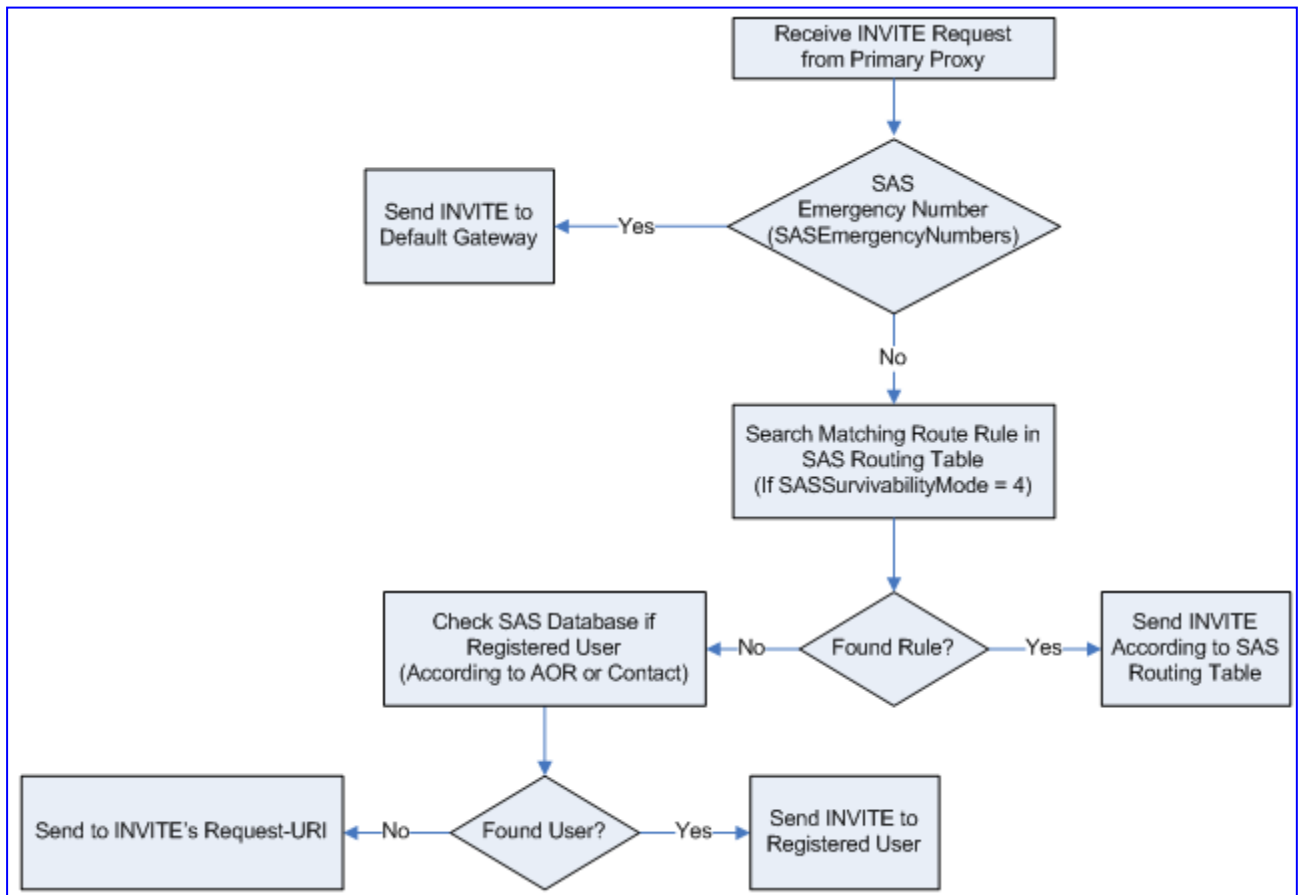 Receive INVITE Request
from Primary Proxy
SAS
Emergency Number
(SASEmergencyNumbers)
Yes
Send INVITE to
Default Gateway
No
Search Matching Route Rule in
SAS Routing Table
(If SASSurvivabilityMode = 4)
Found Rule?
Yes
Send INVITE
According to SAS
Routing Table
No
Check SAS Database if
Registered User
(According to AOR or Contact)
Found User?
No
Send to INVITE's Request-URI
Yes
Send INVITE to
Registered User